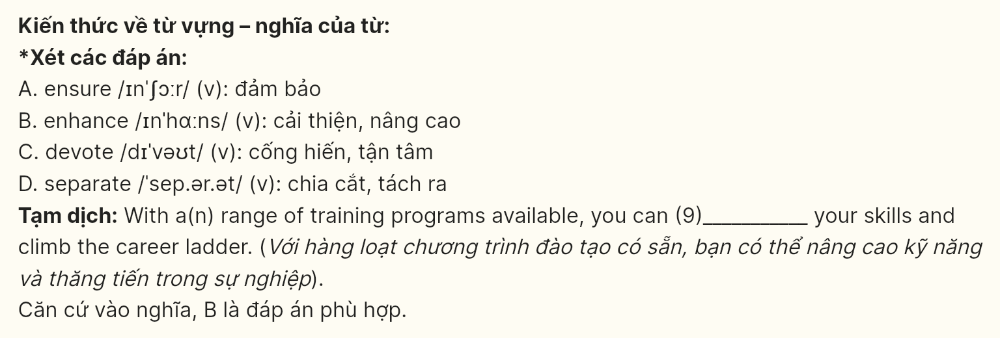 Kiến thức về từ vựng – nghĩa của từ:
*Xét các đáp án:
A. ensure /ɪnˈʃɔːr/ (v): đảm bảo
B. enhance /ɪnˈhɑːns/ (v): cải thiện, nâng cao
C. devote /dɪˈvəʊt/ (v): cống hiến, tận tâm
D. separate /ˈsep.ər.ət/ (v): chia cắt, tách ra
Tạm dịch: With a(n) range of training programs available, you can (9)__________ your skills and
climb the career ladder. (Với hàng loạt chương trình đào tạo có sẵn, bạn có thể nâng cao kỹ năng
và thăng tiến trong sự nghiệp).
Căn cứ vào nghĩa, B là đáp án phù hợp.